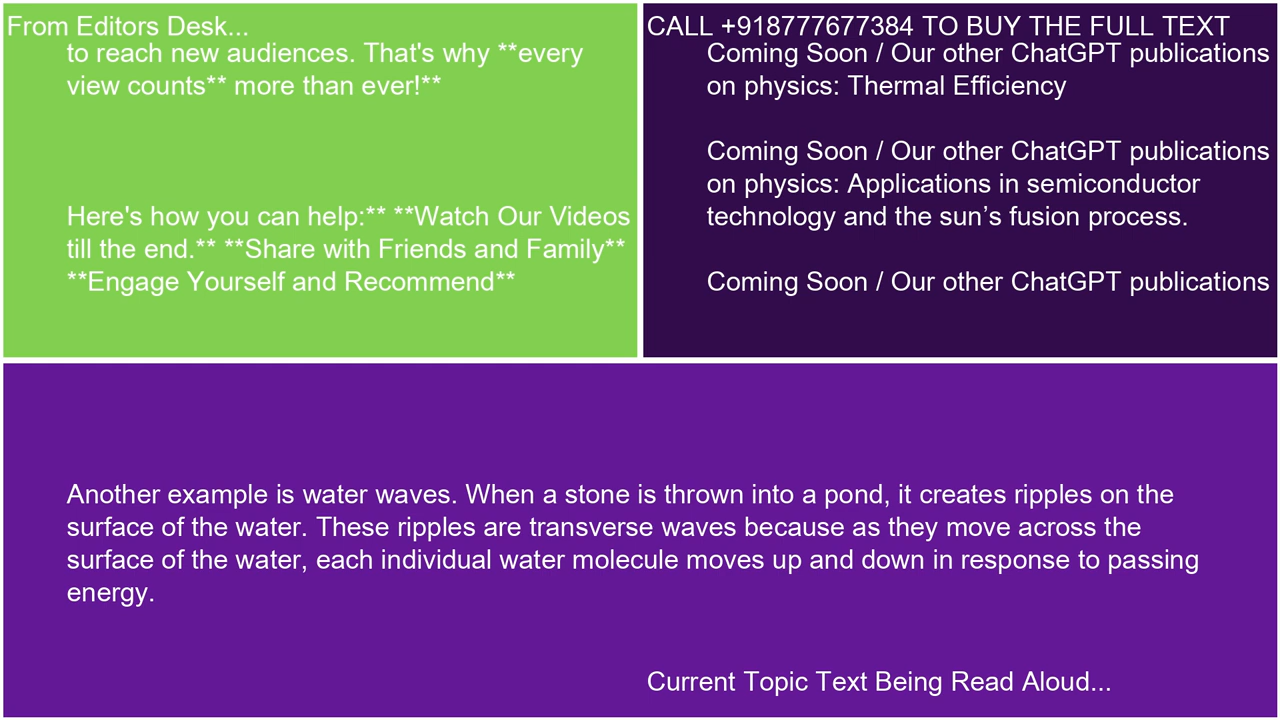 From Editors Desk...
to reach new audiences. That's why **every
view counts** more than ever!**
Here's how you can help:** **Watch Our Videos
till the end.** **Share with Friends and Family**
**Engage Yourself and Recommend**
CALL +918777677384 TO BUY THE FULL TEXT
Coming Soon / Our other ChatGPT publications
on physics: Thermal Efficiency
Coming Soon / Our other ChatGPT publications
on physics: Applications in semiconductor
technology and the sun’s fusion process.
Coming Soon / Our other ChatGPT publications
Another example is water waves. When a stone is thrown into a pond, it creates ripples on the
surface of the water. These ripples are transverse waves because as they move across the
surface of the water, each individual water molecule moves up and down in response to passing
energy.
Current Topic Text Being Read Aloud...